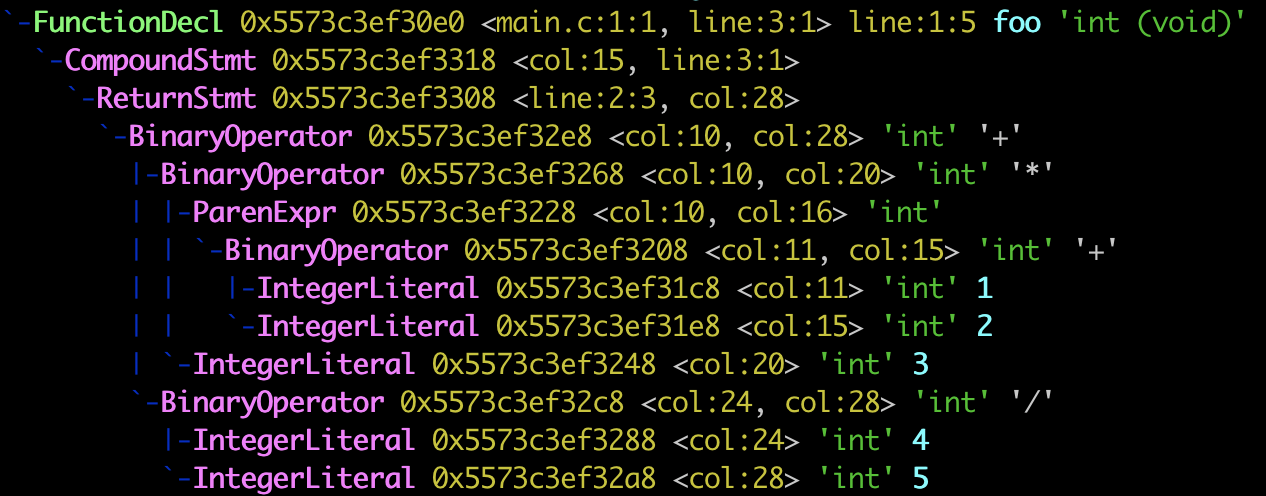 `-FunctionDecl 0x5573c3ef30e0 <main.c:1:1, line:3:1> line:1:5 foo 'int (void)'
  `-CompoundStmt 0x5573c3ef3318 <col:15, line:3:1>
    `-ReturnStmt 0x5573c3ef3308 <line:2:3, col:28>
      `-BinaryOperator 0x5573c3ef32e8 <col:10, col:28> 'int' '+'
        |-BinaryOperator 0x5573c3ef3268 <col:10, col:20> 'int' '*'
        | |-ParenExpr 0x5573c3ef3228 <col:10, col:16> 'int'
        | | `-BinaryOperator 0x5573c3ef3208 <col:11, col:15> 'int' '+'
        | |   |-IntegerLiteral 0x5573c3ef31c8 <col:11> 'int' 1
        | |   `-IntegerLiteral 0x5573c3ef31e8 <col:15> 'int' 2
        | `-IntegerLiteral 0x5573c3ef3248 <col:20> 'int' 3
        `-BinaryOperator 0x5573c3ef32c8 <col:24, col:28> 'int' '/'
          |-IntegerLiteral 0x5573c3ef3288 <col:24> 'int' 4
          `-IntegerLiteral 0x5573c3ef32a8 <col:28> 'int' 5